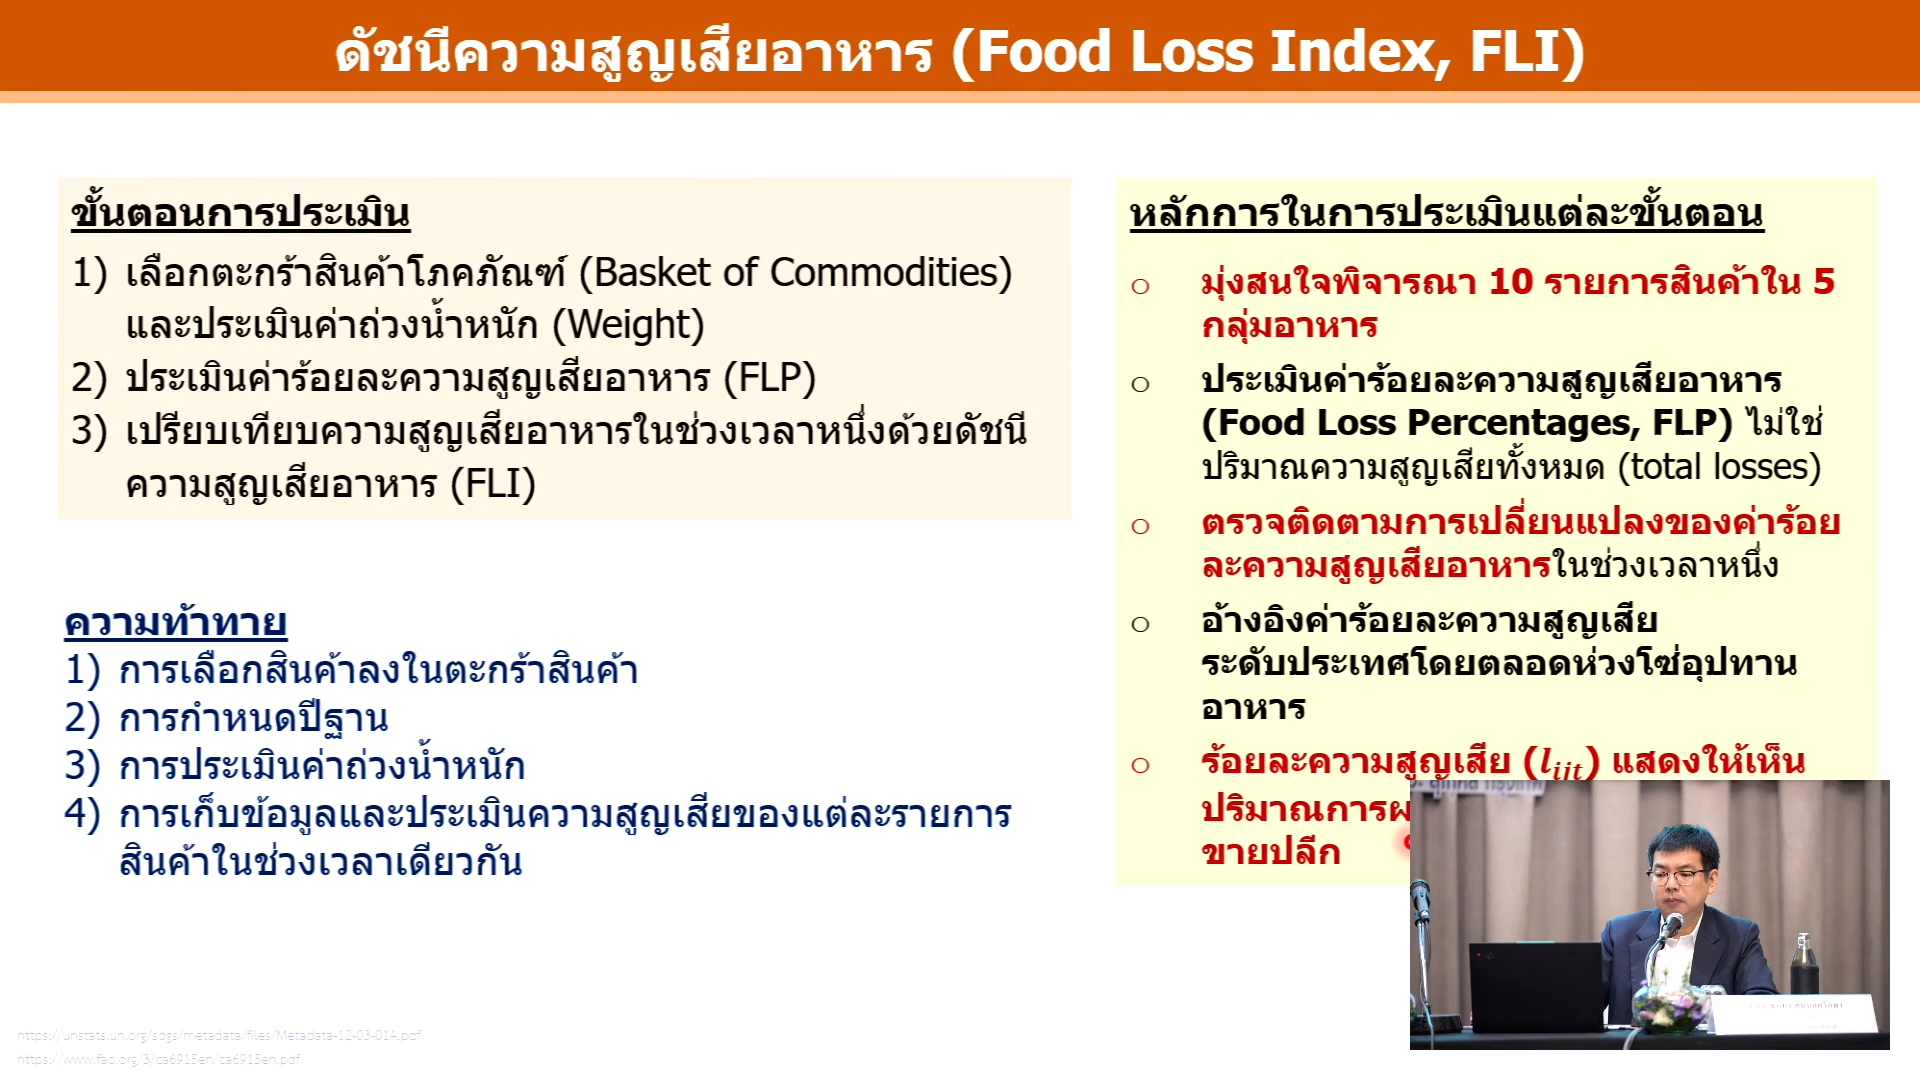 ดัชนีความสูญเสียอาหาร (Food Loss Index, FLI)
ขั้นตอนการประเมิน
1) เลือกตะกร้าสินค้าโภคภัณฑ์ (Basket of Commodities)
และประเมินค่าถ่วงน้ำหนัก (Weight)
2) ประเมินค่าร้อยละความสูญเสียอาหาร (FLP)
3) เปรียบเทียบความสูญเสียอาหารในช่วงเวลาหนึ่งด้วยดัชนี
ความสูญเสียอาหาร (FLI)
ความท้าทาย
1) การเลือกสินค้าลงในตะกร้าสินค้า
2) การกำหนดปีฐาน
3) การประเมินค่าถ่วงน้ำหนัก
4) การเก็บข้อมูลและประเมินความสูญเสียของแต่ละรายการ
สินค้าในช่วงเวลาเดียวกัน
หลักการในการประเมินแต่ละขั้นตอน
o มุ่งสนใจพิจารณา 10 รายการสินค้าใน 5
กลุ่มอาหาร
o ประเมินค่าร้อยละความสูญเสียอาหาร
(Food Loss Percentages, FLP) ไม่ใช่
ปริมาณความสูญเสียทั้งหมด (total losses)
o ตรวจติดตามการเปลี่ยนแปลงของค่าร้อย
ละความสูญเสียอาหารในช่วงเวลาหนึ่ง
o อ้างอิงค่าร้อยละความสูญเสีย
ระดับประเทศโดยตลอดห่วงโซ่อุปทาน
อาหาร
o ร้อยละความสูญเสีย (l_ijt) แสดงให้เห็น
ปริมาณการผ
ขายปลีก
https://unstats.un.org/sdgs/metadata/files/Metadata-12-03-01A.pdf
https://www.fao.org/3/ca6915en/ca6915en.pdf